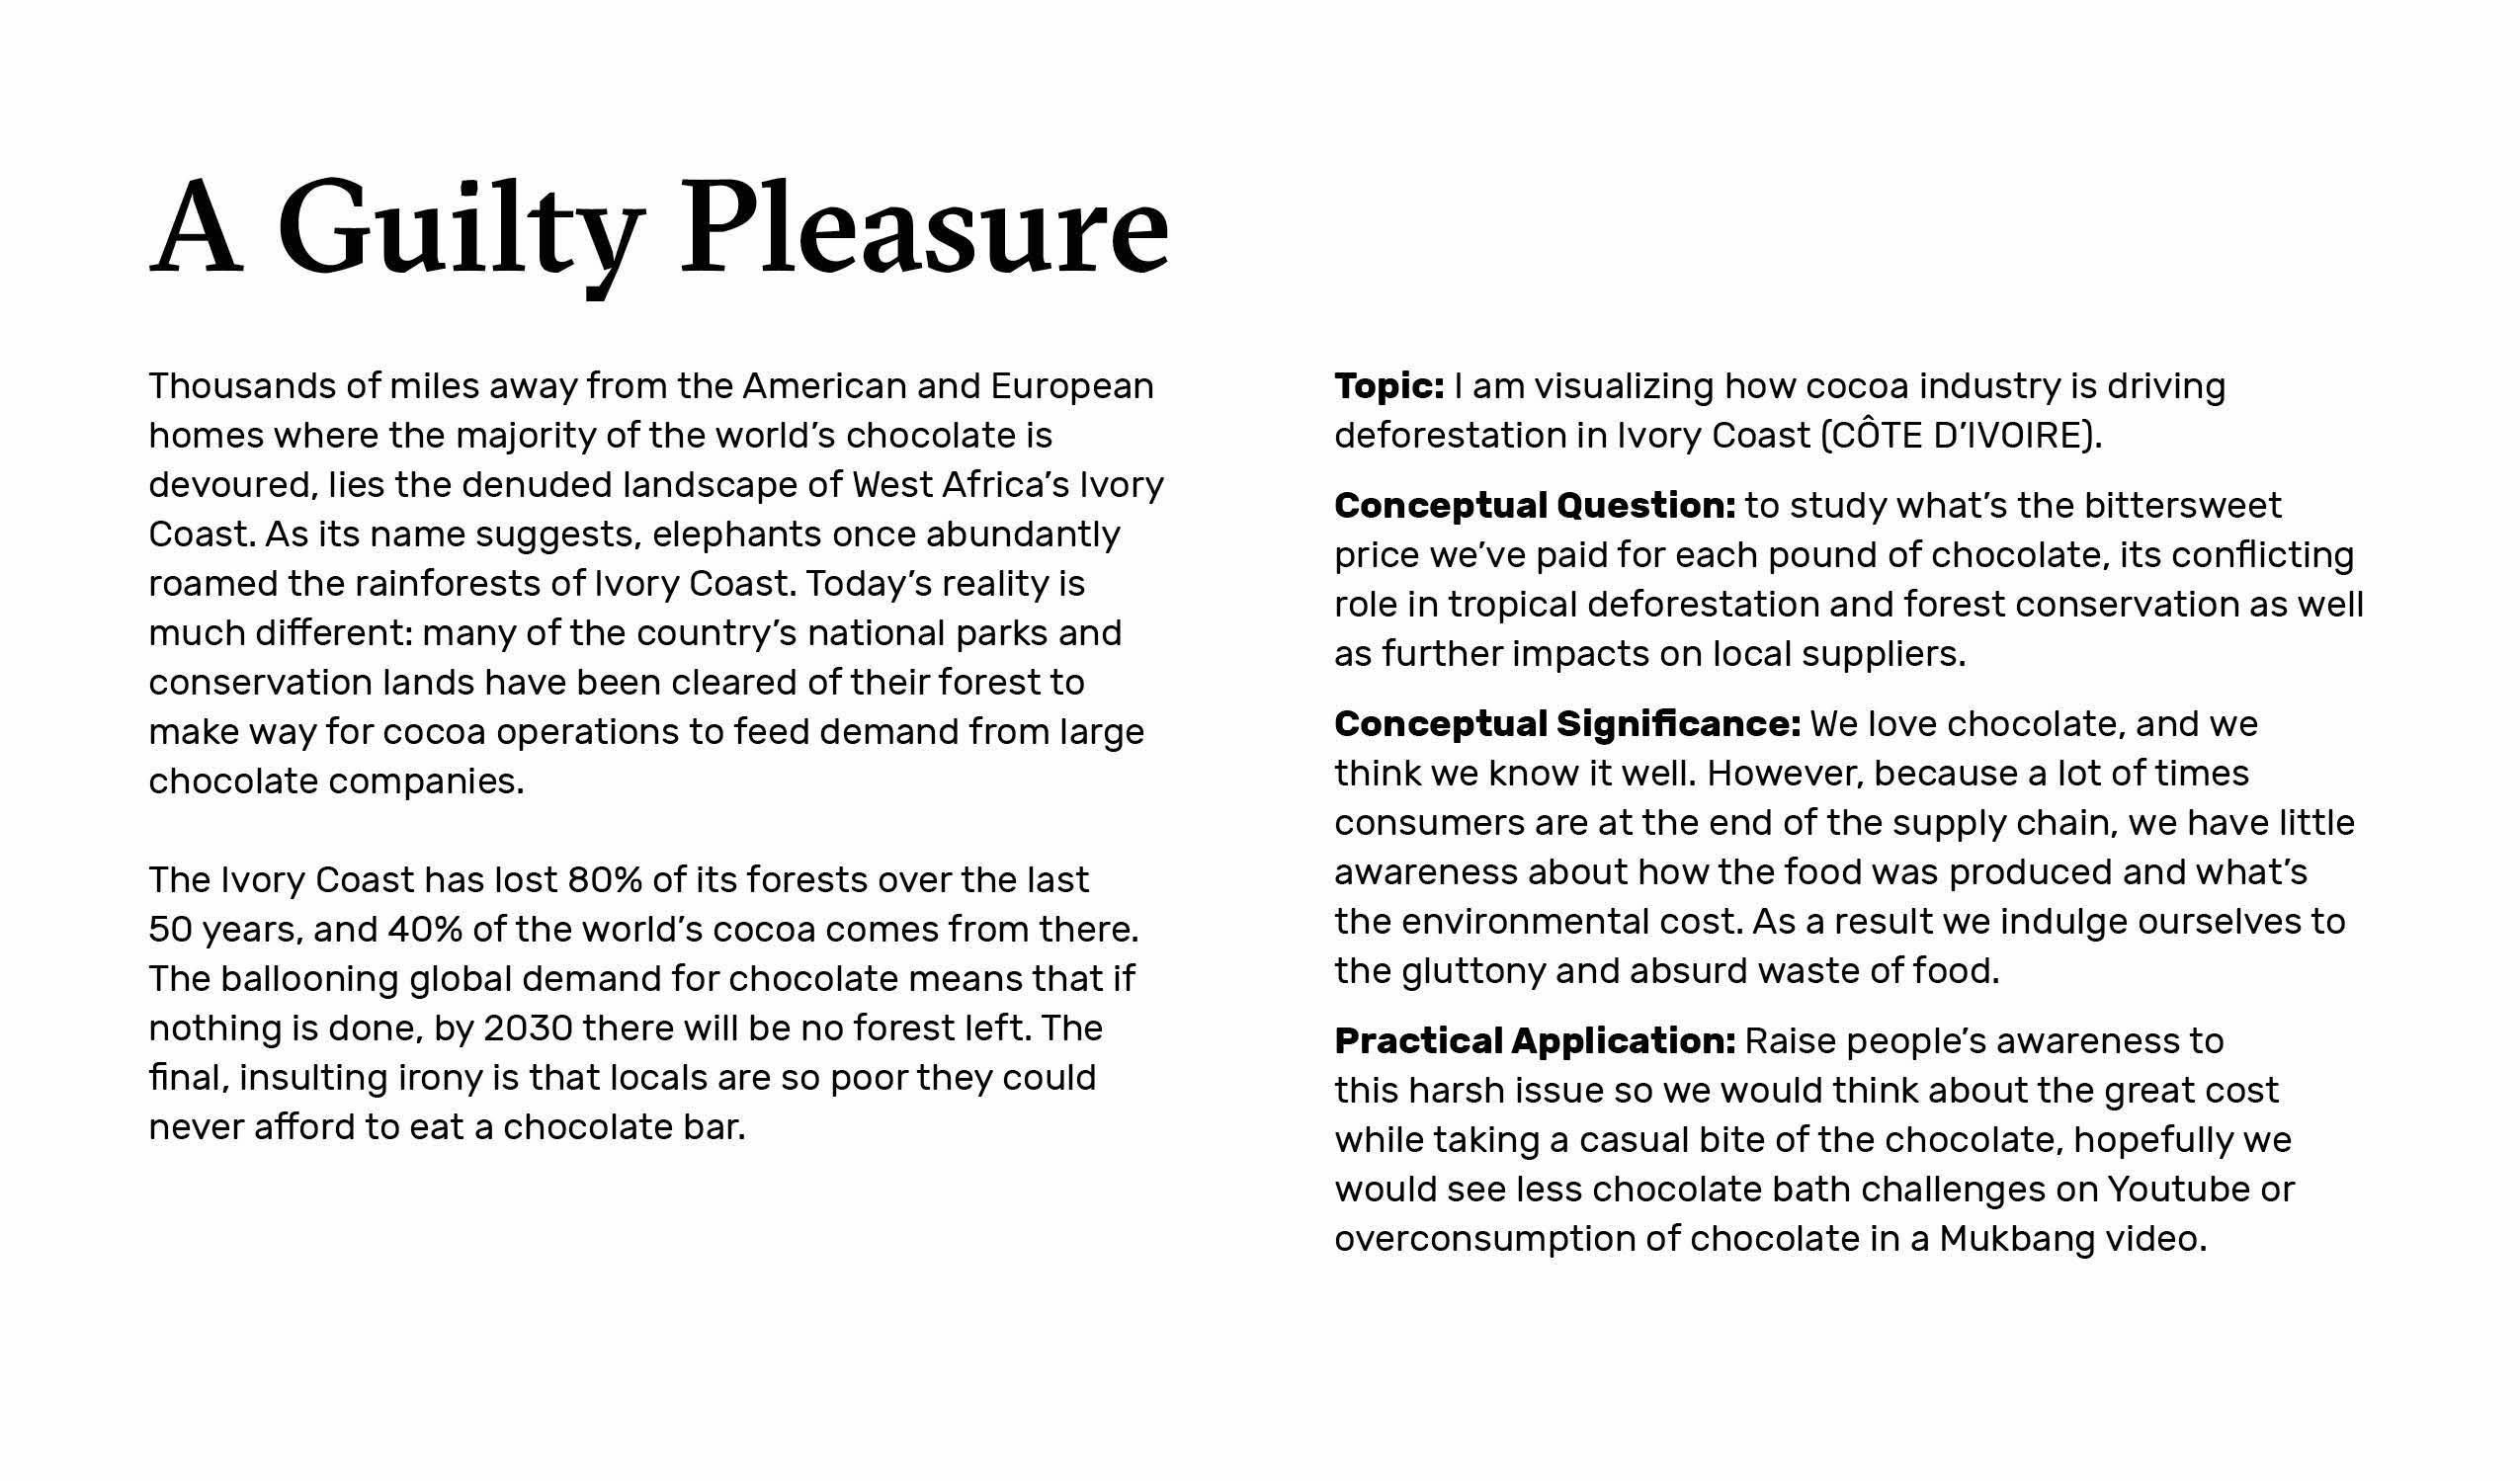 A Guilty Pleasure
Thousands of miles away from the American and European
homes where the majority of the world’s chocolate is
devoured, lies the denuded landscape of West Africa’s Ivory
Coast. As its name suggests, elephants once abundantly
roamed the rainforests of Ivory Coast. Today’s reality is
much different: many of the country’s national parks and
conservation lands have been cleared of their forest to
make way for cocoa operations to feed demand from large
chocolate companies.
The Ivory Coast has lost 80% of its forests over the last
50 years, and 40% of the world’s cocoa comes from there.
The ballooning global demand for chocolate means that if
nothing is done, by 2030 there will be no forest left. The
final, insulting irony is that locals are so poor they could
never afford to eat a chocolate bar.
Topic: I am visualizing how cocoa industry is driving
deforestation in Ivory Coast (CÔTE D’IVOIRE).
Conceptual Question: to study what’s the bittersweet
price we’ve paid for each pound of chocolate, its conflicting
role in tropical deforestation and forest conservation as well
as further impacts on local suppliers.
Conceptual Significance: We love chocolate, and we
think we know it well. However, because a lot of times
consumers are at the end of the supply chain, we have little
awareness about how the food was produced and what’s
the environmental cost. As a result we indulge ourselves to
the gluttony and absurd waste of food.
Practical Application: Raise people’s awareness to
this harsh issue so we would think about the great cost
while taking a casual bite of the chocolate, hopefully we
would see less chocolate bath challenges on Youtube or
overconsumption of chocolate in a Mukbang video.